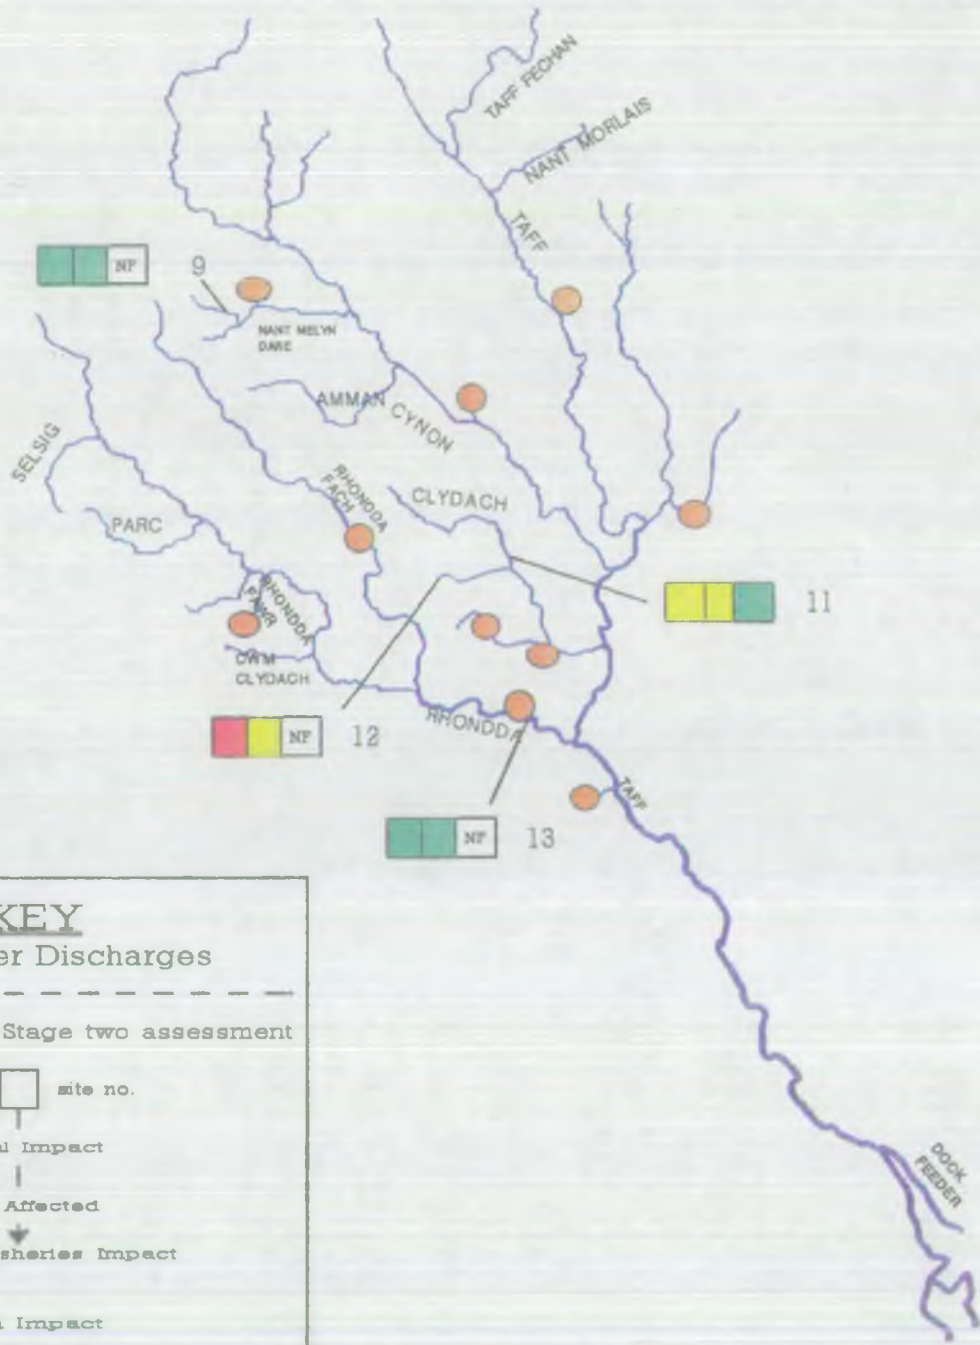 TAFF FECHAN
NANT MORLAIS
TAFF
NF
9
NANT MELYN
DARE
AMMAN
CYNON
SELSIG
RHONDDA
FACH
CLYDACH
PARC
11
RHONDDA
FAWR
CWM
CLYDACH
NF
12
RHONDDA
TAFF
NF
13
KEY
er Discharges
Stage two assessment
site no.
l Impact
Affected
sheries Impact
Impact
DOCK
FEEDER